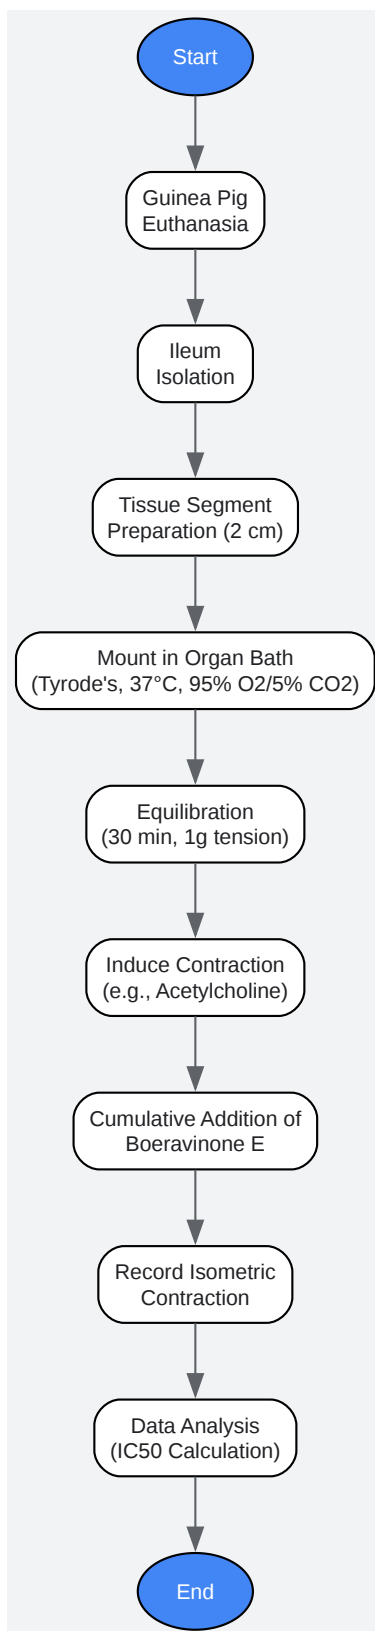 Start
Guinea Pig
Euthanasia
Ileum
Isolation
Tissue Segment
Preparation (2 cm)
Mount in Organ Bath
(Tyrode's, 37°C, 95% O2/5% CO2)
Equilibration
(30 min, 1g tension)
Induce Contraction
(e.g., Acetylcholine)
Cumulative Addition of
Boeravinone E
Record Isometric
Contraction
Data Analysis
(IC50 Calculation)
End